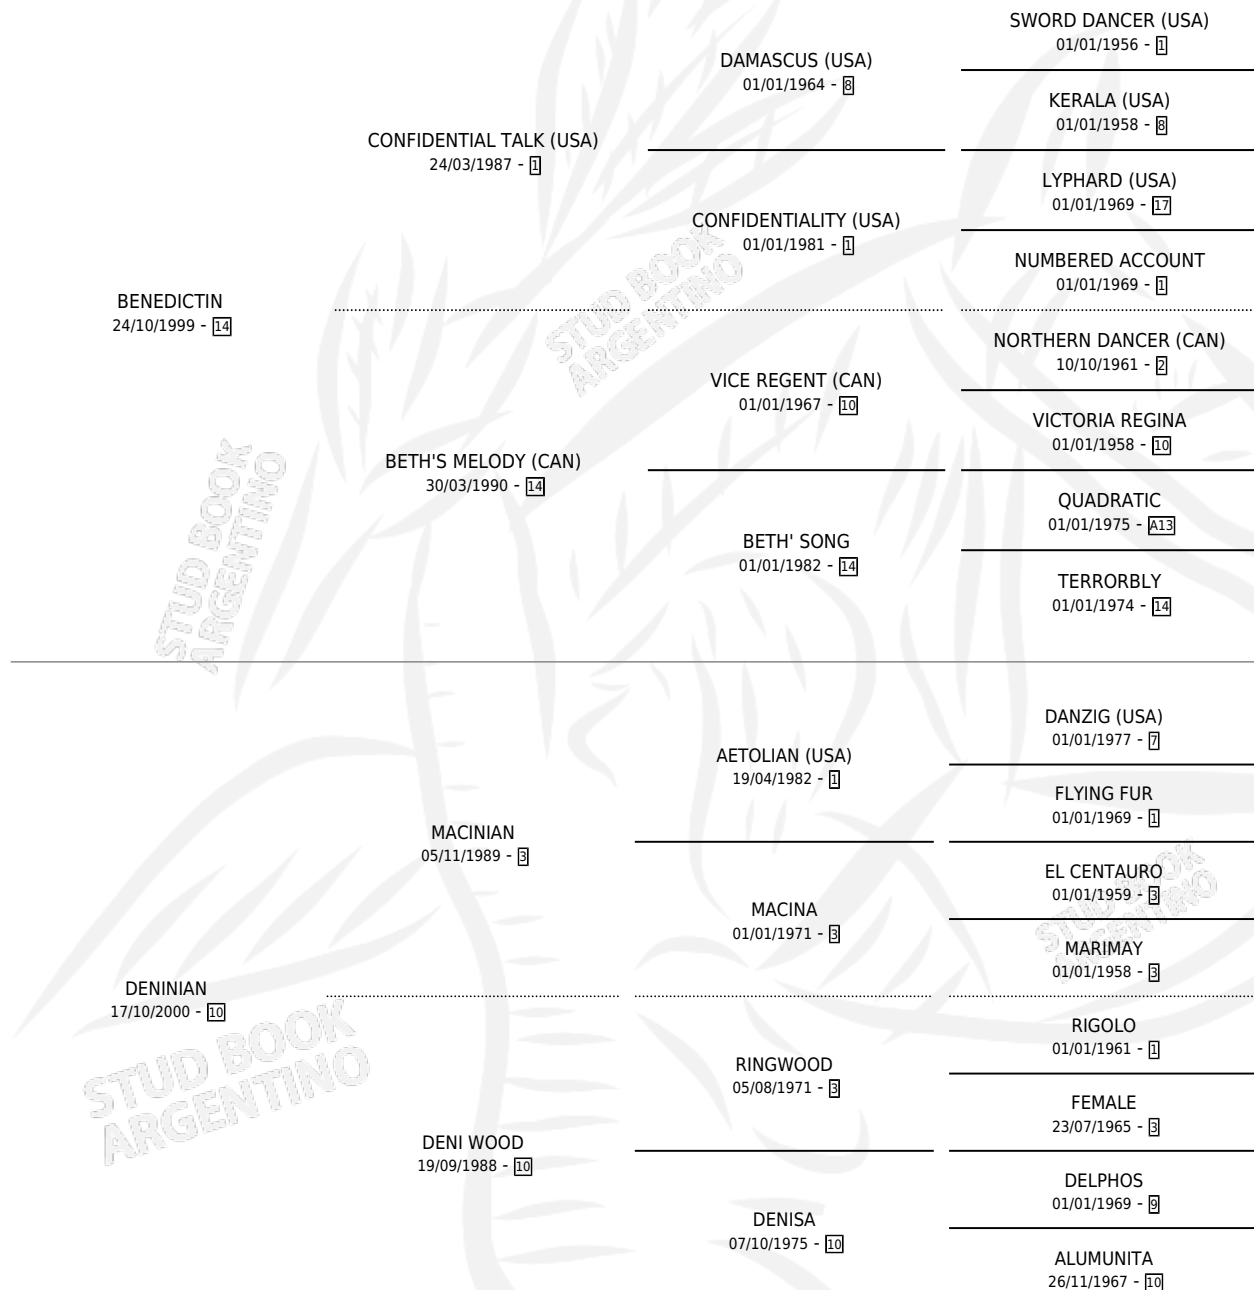 SWORD DANCER (USA)
01/01/1956 - 1
DAMASCUS (USA)
01/01/1964 - 8
KERALA (USA)
01/01/1958 - 8
CONFIDENTIAL TALK (USA)
24/03/1987 - 1
LYPHARD (USA)
01/01/1969 - 17
CONFIDENTIALITY (USA)
01/01/1981 - 1
NUMBERED ACCOUNT
01/01/1969 - 1
BENEDICTIN
24/10/1999 - 14
NORTHERN DANCER (CAN)
10/10/1961 - 2
VICE REGENT (CAN)
01/01/1967 - 10
VICTORIA REGINA
01/01/1958 - 10
BETH'S MELODY (CAN)
30/03/1990 - 14
QUADRATIC
01/01/1975 - A13
BETH' SONG
01/01/1982 - 14
TERRORBLY
01/01/1974 - 14
DANZIG (USA)
01/01/1977 - 7
AETOLIAN (USA)
19/04/1982 - 1
FLYING FUR
01/01/1969 - 1
MACINIAN
05/11/1989 - 3
EL CENTAURO
01/01/1959 - 3
MACINA
01/01/1971 - 3
MARIMAY
01/01/1958 - 3
DENINIAN
17/10/2000 - 10
RIGOLO
01/01/1961 - 1
RINGWOOD
05/08/1971 - 3
FEMALE
23/07/1965 - 3
DENI WOOD
19/09/1988 - 10
DELPHOS
01/01/1969 - 9
DENISA
07/10/1975 - 10
ALUMUNITA
26/11/1967 - 10
STUD BOOK
ARGENTINO
STUD BOOK
ARGENTINO
STUD BOOK
ARGENTINO
STUD BOOK
ARGENTINO